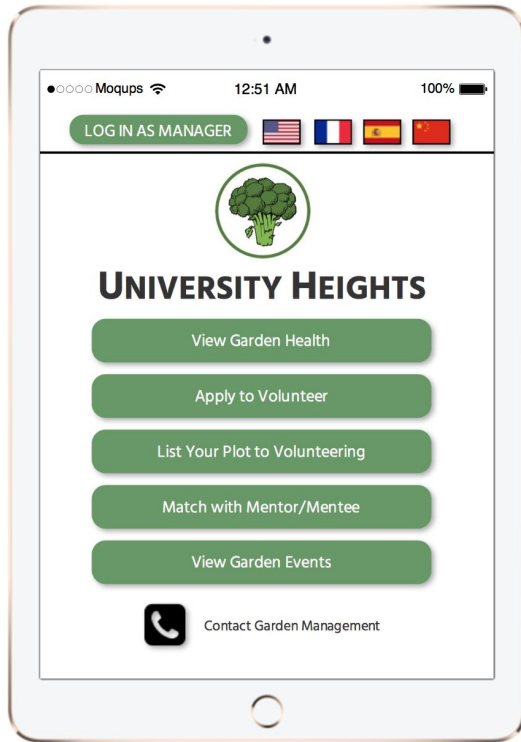 Moqups 12:51 AM 100%
LOG IN AS MANAGER
UNIVERSITY HEIGHTS
View Garden Health
Apply to Volunteer
List Your Plot to Volunteering
Match with Mentor/Mentee
View Garden Events
Contact Garden Management